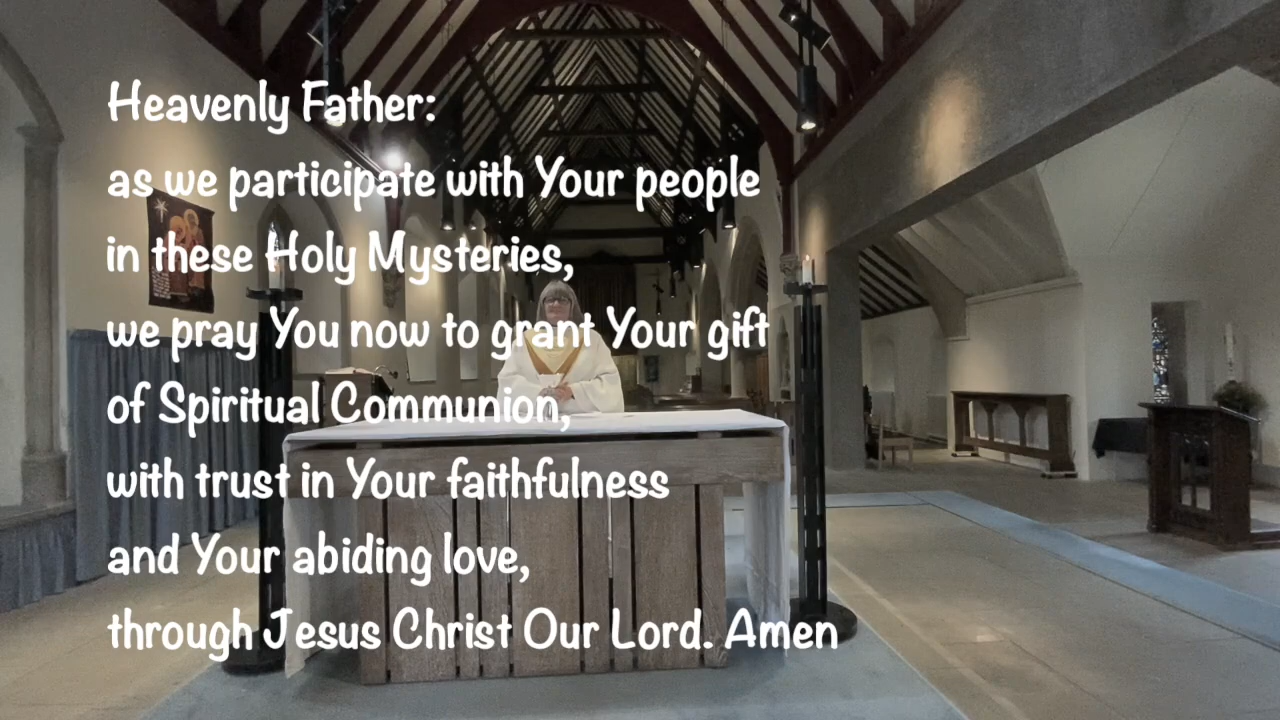 Heavenly Father:
as we participate with Your people
in these Holy Mysteries,
we pray You now to grant Your gift
of Spiritual Communion,
with trust in Your faithfulness
and Your abiding love,
through Jesus Christ Our Lord. Amen